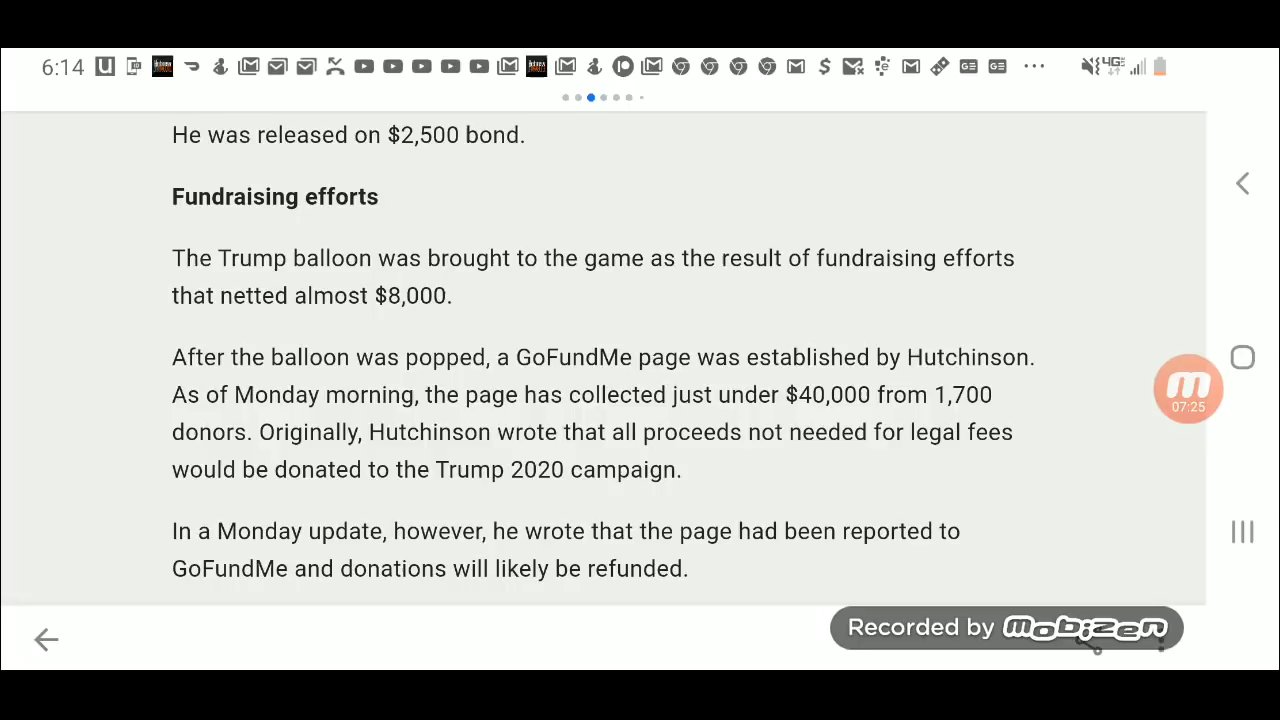 6:14
4G
He was released on $2,500 bond.
Fundraising efforts
The Trump balloon was brought to the game as the result of fundraising efforts
that netted almost $8,000.
After the balloon was popped, a GoFundMe page was established by Hutchinson.
As of Monday morning, the page has collected just under $40,000 from 1,700
donors. Originally, Hutchinson wrote that all proceeds not needed for legal fees
would be donated to the Trump 2020 campaign.
07:25
In a Monday update, however, he wrote that the page had been reported to
GoFundMe and donations will likely be refunded.
Recorded by mobizen